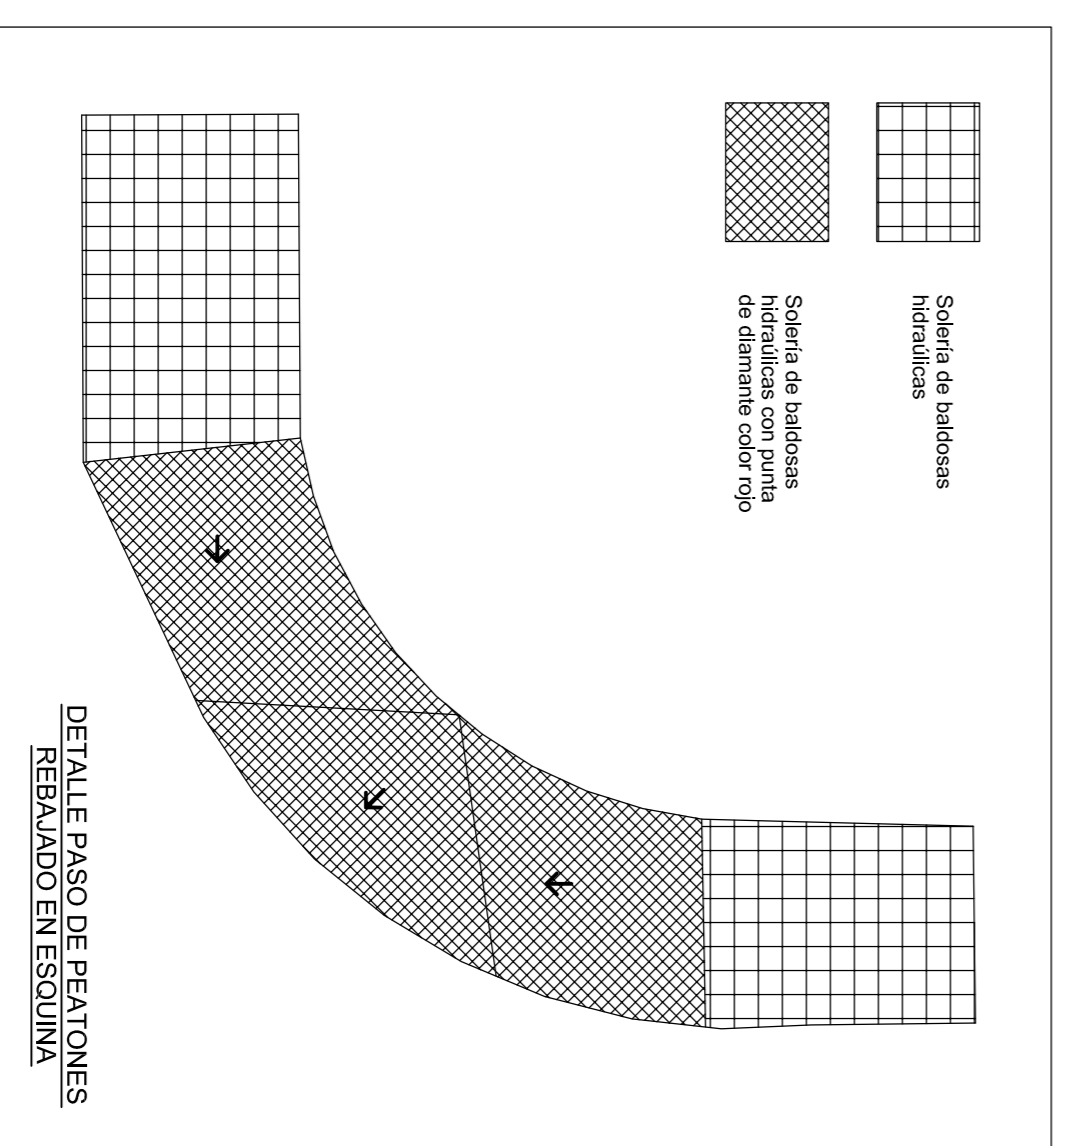 Solería de baldosas
hidraúlicas
Solería de baldosas
hidraúlicas con punta
de diamante color rojo
DETALLE PASO DE PEATONES
REBAJADO EN ESQUINA